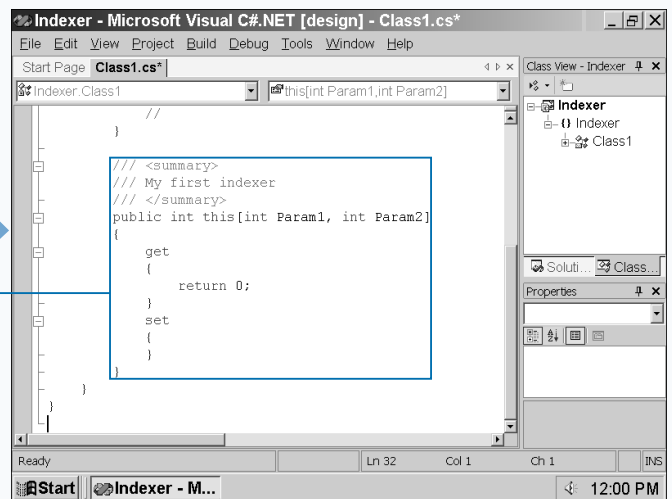 Indexer - Microsoft Visual C#.NET [design] - Class1.cs*
File Edit View Project Build Debug Tools Window Help
Start Page Class1.cs*
Indexer.Class1 this[int Param1,int Param2]
//
}
/// <summary>
/// My first indexer
/// </summary>
public int this[int Param1, int Param2]
{
get
{
return 0;
}
set
{
}
}
}
}
Class View - Indexer
Indexer
{} Indexer
Class1
Soluti... Class...
Properties
Ready Ln 32 Col 1 Ch 1 INS
Start Indexer - M... 12:00 PM